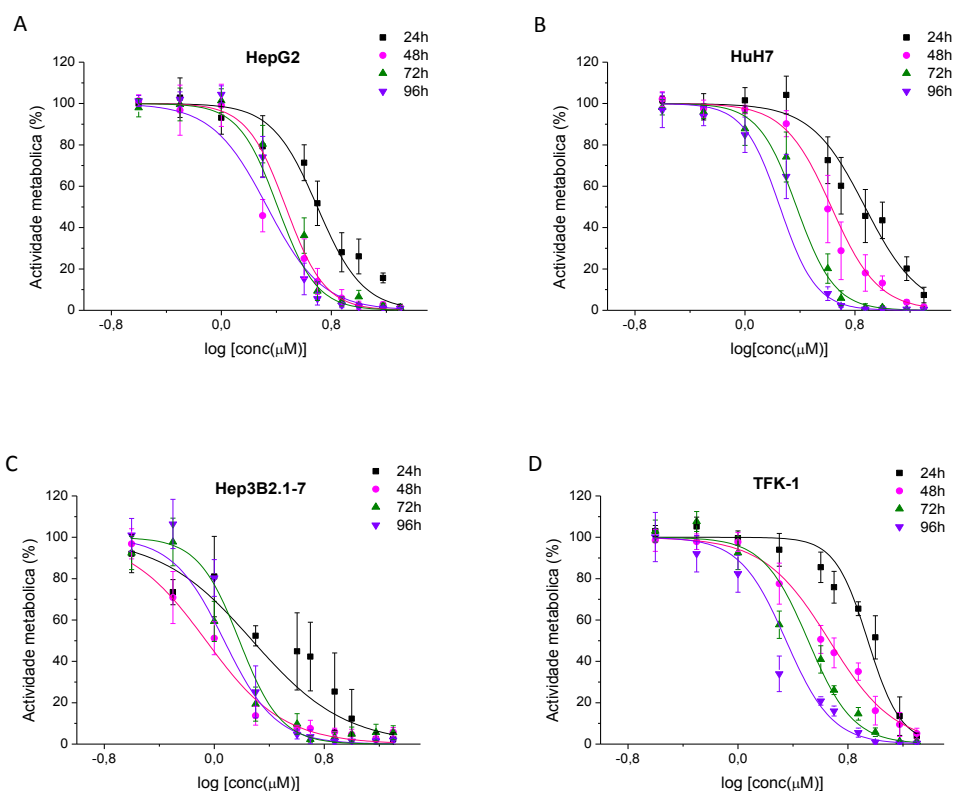 A
HepG2
24h
48h
72h
96h
120
100
80
60
40
20
0
-0,8
0,0
0,8
Actividade metabolica (%)
log [conc(μM)]
B
HuH7
24h
48h
72h
96h
120
100
80
60
40
20
0
-0,8
0,0
0,8
Actividade metabolica (%)
log[conc(μM)]
C
Hep3B2.1-7
24h
48h
72h
96h
120
100
80
60
40
20
0
-0,8
0,0
0,8
Actividade metabolica (%)
log [conc(μM)]
D
TFK-1
24h
48h
72h
96h
120
100
80
60
40
20
0
-0,8
0,0
0,8
Actividade metabolica (%)
log [conc(μM)]